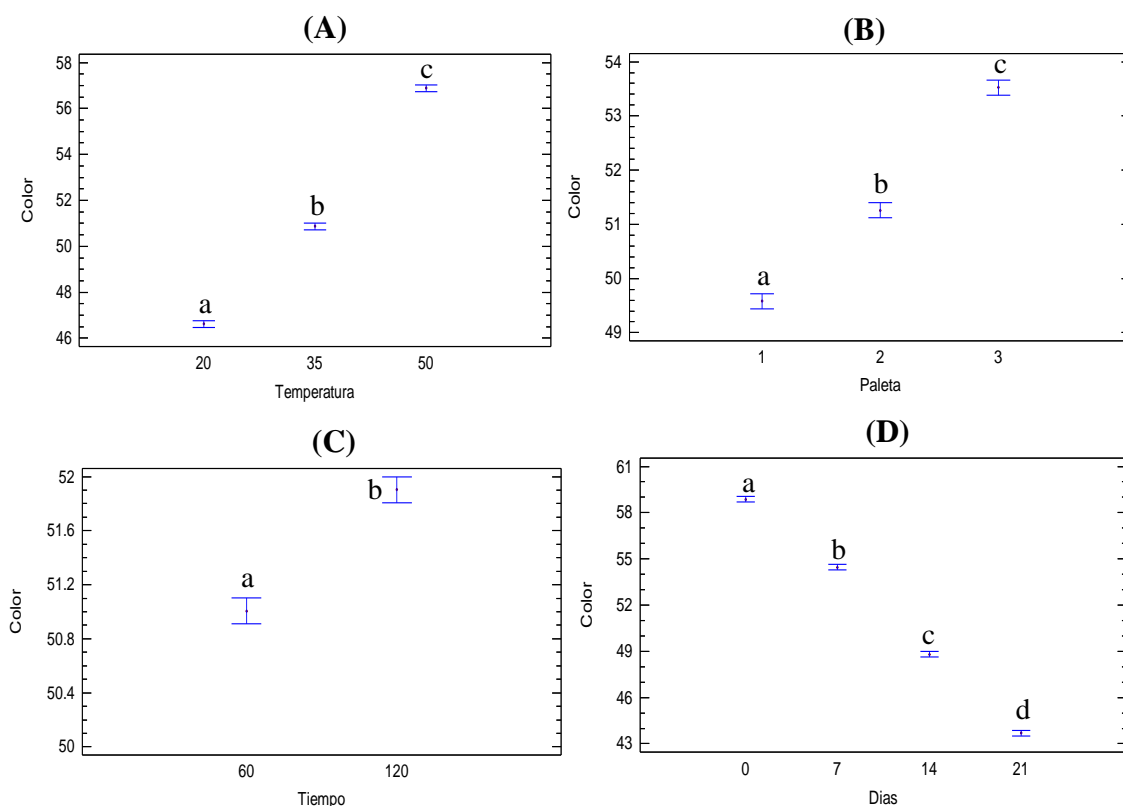 (A)
58
56
54
52
50
48
46
Color
a
b
c
20 35 50
Temperatura
(B)
54
53
52
51
50
49
Color
a
b
c
1 2 3
Paleta
(C)
52
51.6
51.2
50.8
50.4
50
Color
a
b
60 120
Tiempo
(D)
61
58
55
52
49
46
43
Color
a
b
c
d
0 7 14 21
Dias